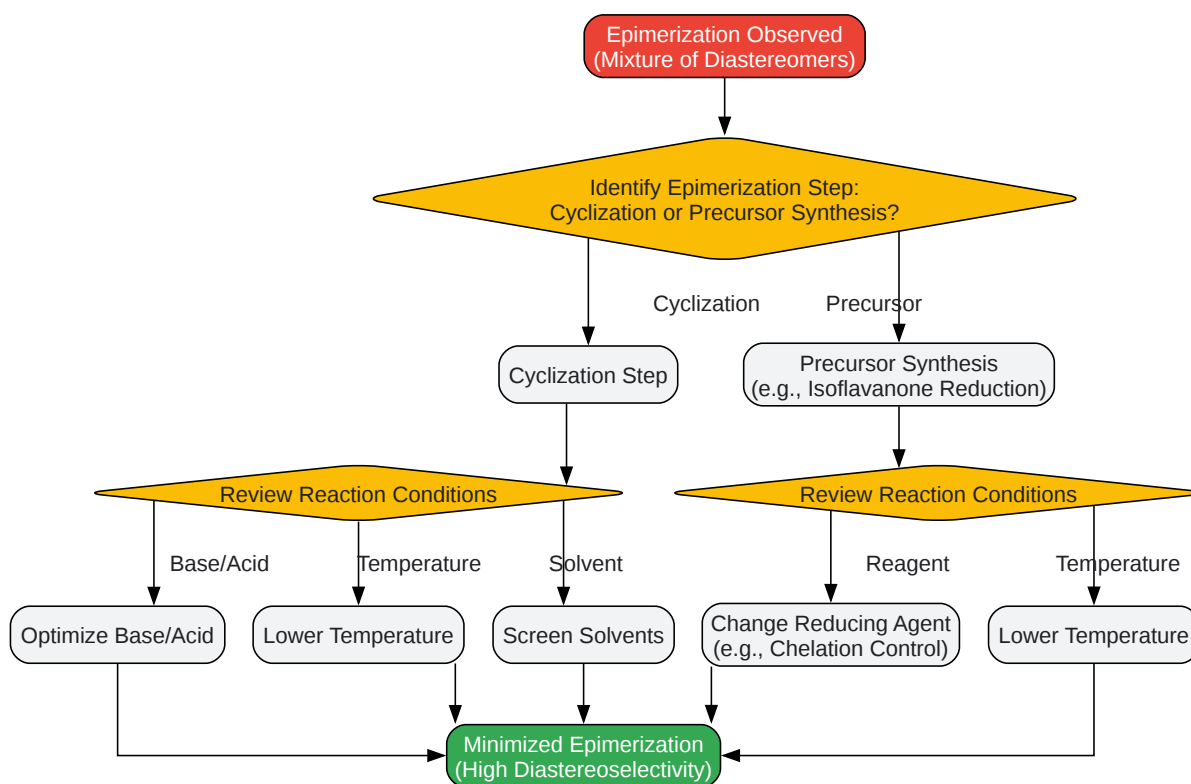 Epimerization Observed
(Mixture of Diastereomers)
Identify Epimerization Step:
Cyclization or Precursor Synthesis?
Cyclization
Precursor
Cyclization Step
Precursor Synthesis
(e.g., Isoflavanone Reduction)
Review Reaction Conditions
Review Reaction Conditions
Base/Acid
Temperature
Solvent
Reagent
Temperature
Optimize Base/Acid
Lower Temperature
Screen Solvents
Change Reducing Agent
(e.g., Chelation Control)
Lower Temperature
Minimized Epimerization
(High Diastereoselectivity)